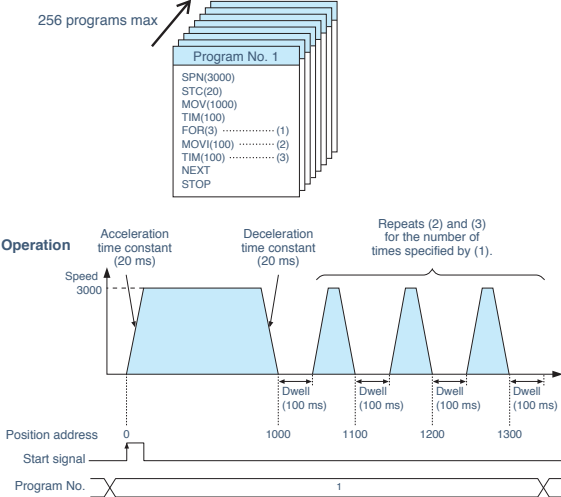 256 programs max
Program No. 1
SPN(3000)
STC(20)
MOV(1000)
TIM(100)
FOR(3) ················ (1)
MOVI(100) ·········· (2)
TIM(100) ·············· (3)
NEXT
STOP
Operation
Acceleration
time constant
(20 ms)
Deceleration
time constant
(20 ms)
Repeats (2) and (3)
for the number of
times specified by (1).
Speed
3000
Dwell
(100 ms)
Dwell
(100 ms)
Dwell
(100 ms)
Dwell
(100 ms)
Position address 0 1000 1100 1200 1300
Start signal
Program No. 1